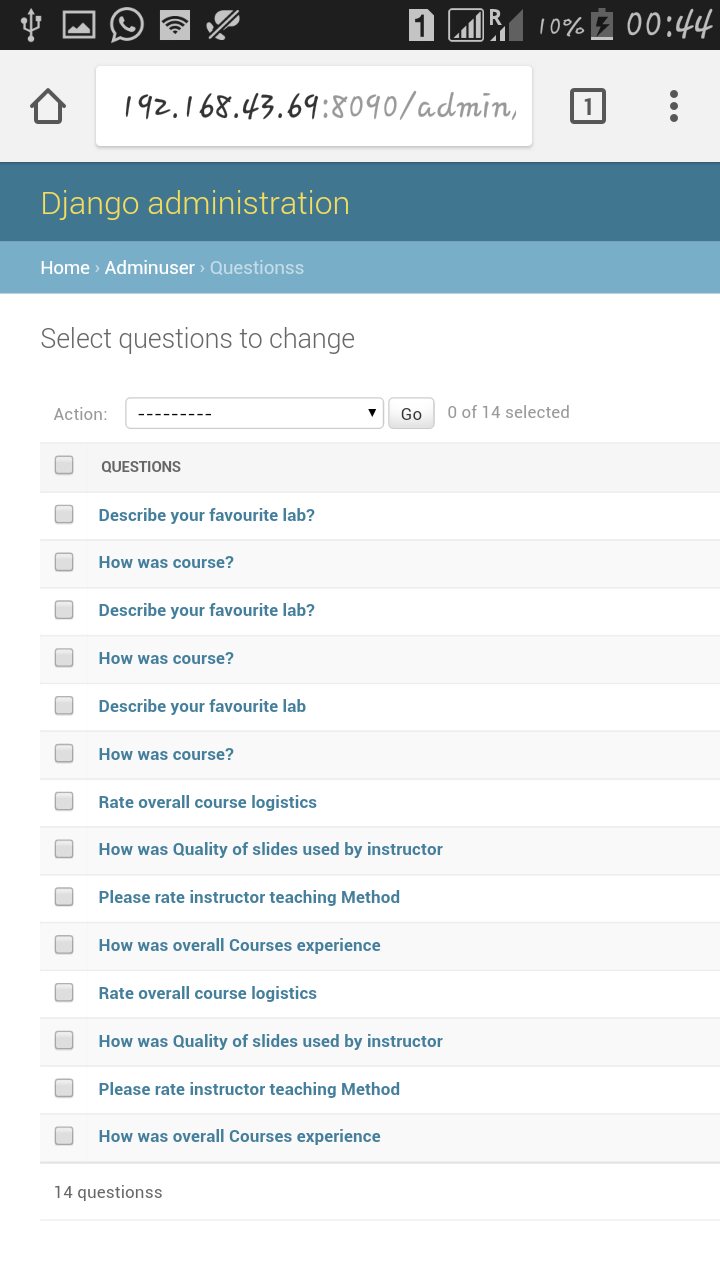 1 R 10% 00:44
192.168.43.69:8090/admin/ 1
Django administration
Home › Adminuser › Questionss
Select questions to change
Action: --------- Go 0 of 14 selected
QUESTIONS
Describe your favourite lab?
How was course?
Describe your favourite lab?
How was course?
Describe your favourite lab
How was course?
Rate overall course logistics
How was Quality of slides used by instructor
Please rate instructor teaching Method
How was overall Courses experience
Rate overall course logistics
How was Quality of slides used by instructor
Please rate instructor teaching Method
How was overall Courses experience
14 questionss